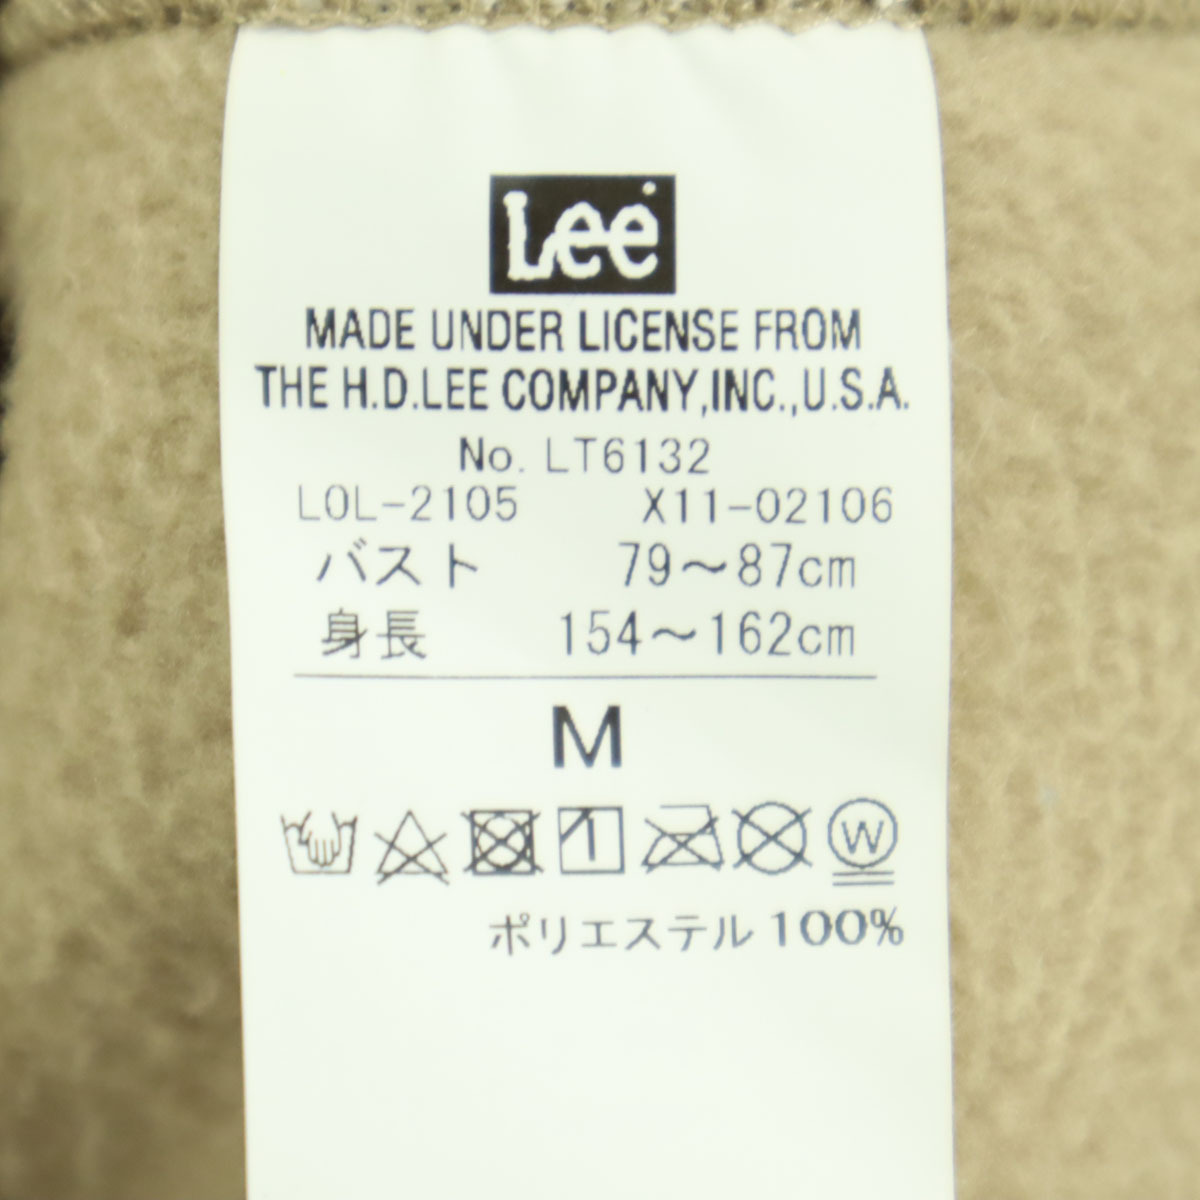 Lee
MADE UNDER LICENSE FROM
THE H.D.LEE COMPANY,INC.,U.S.A.
No. LT6132
LOL-2105 X11-02106
バスト 79～87cm
身長 154～162cm
M
W
ポリエステル 100%